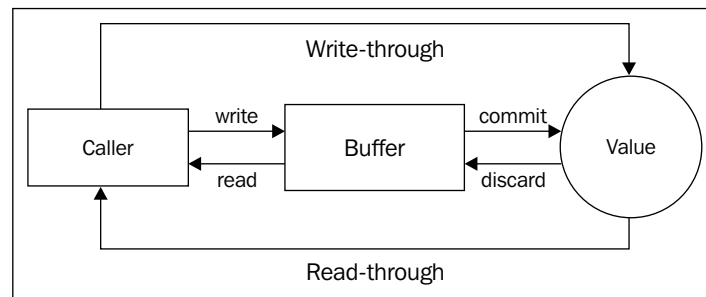 Write-through
write
commit
Caller
Buffer
Value
read
discard
Read-through